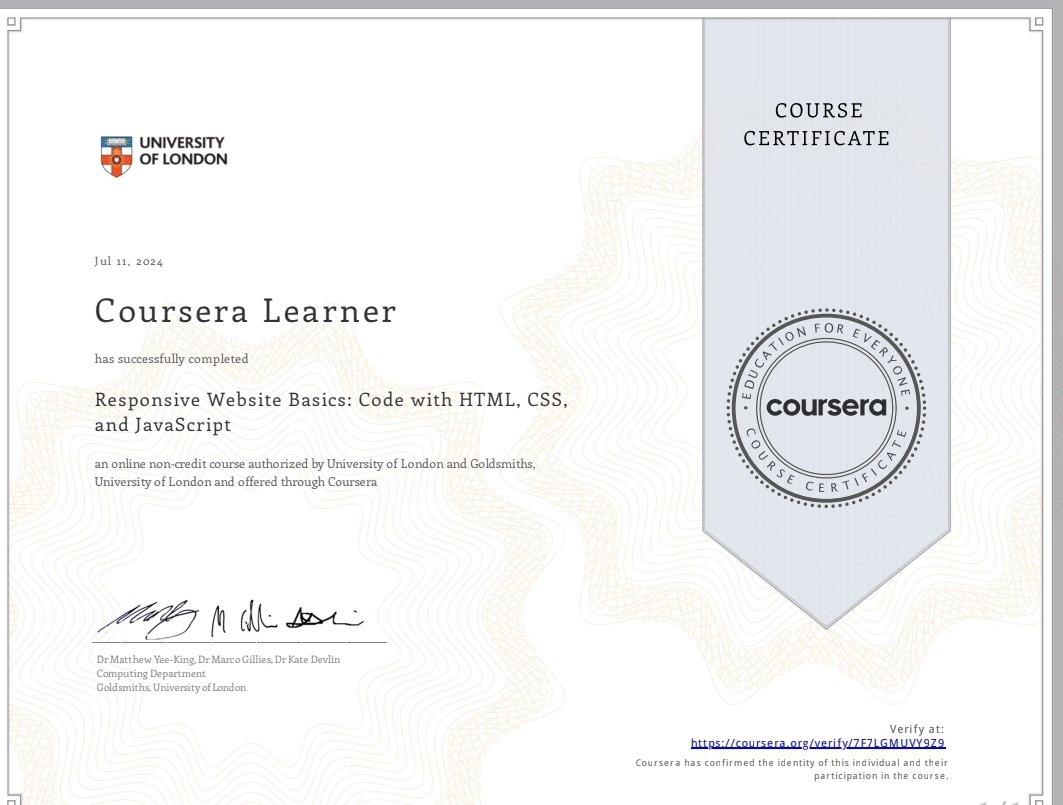 UNIVERSITY
OF LONDON
COURSE
CERTIFICATE
Jul 11, 2024
Coursera Learner
has successfully completed
Responsive Website Basics: Code with HTML, CSS,
and JavaScript
an online non-credit course authorized by University of London and Goldsmiths,
University of London and offered through Coursera
EDUCATION FOR EVERYONE
coursera
COURSE CERTIFICATE
Dr Matthew Yee-King, Dr Marco Gillies, Dr Kate Devlin
Computing Department
Goldsmiths, University of London
Verify at:
https://coursera.org/verify/7F7LGMUVY9Z9
Coursera has confirmed the identity of this individual and their
participation in the course.